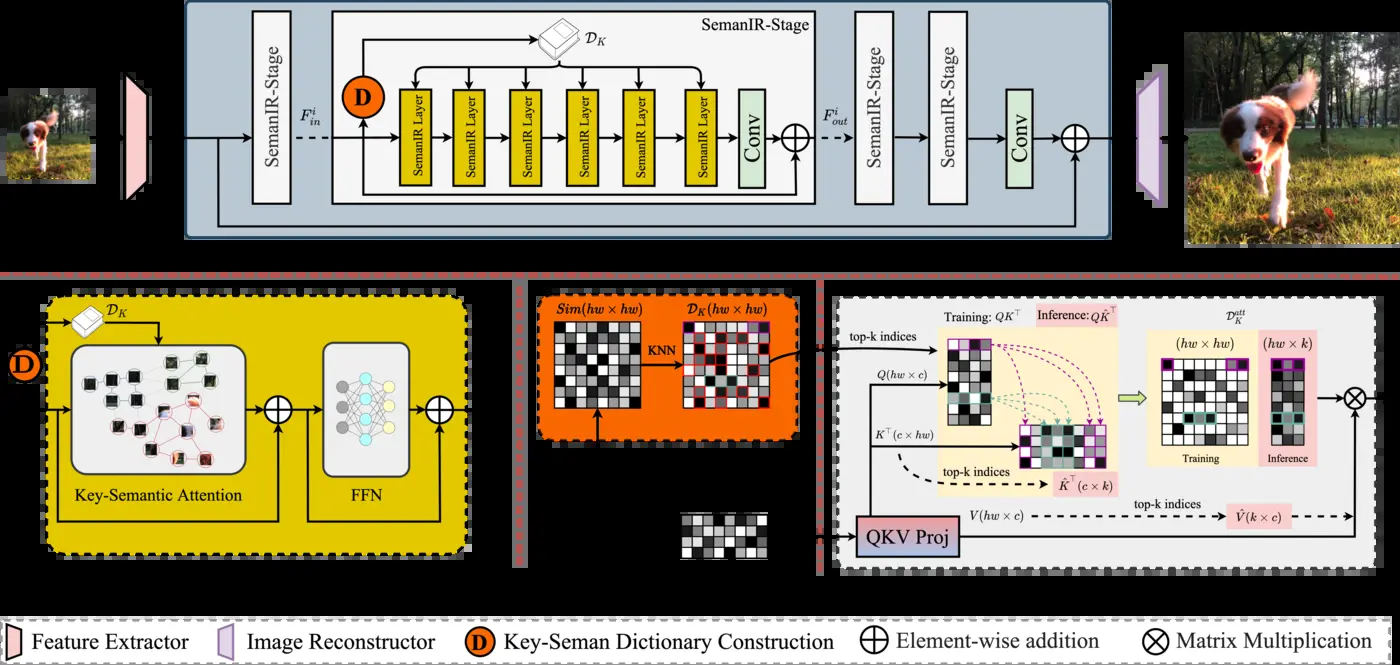 SemanIR-Stage
SemanIR-Stage
$\mathcal{D}_K$
D
$F_{in}^i$
SemanIR Layer
SemanIR Layer
SemanIR Layer
SemanIR Layer
SemanIR Layer
SemanIR Layer
Conv
$F_{out}^i$
SemanIR-Stage
SemanIR-Stage
Conv
$\mathcal{D}_K$
D
Key-Semantic Attention
FFN
$Sim(hw \times hw)$
$\mathcal{D}_K(hw \times hw)$
KNN
Training: $QK^\top$
Inference: $Q\hat{K}^\top$
$\mathcal{D}_K^{att}$
top-k indices
$(hw \times hw)$
$(hw \times k)$
$Q(hw \times c)$
$K^\top(c \times hw)$
Training
Inference
top-k indices
$\hat{K}^\top(c \times k)$
$V(hw \times c)$
top-k indices
$\hat{V}(k \times c)$
QKV Proj
Feature Extractor
Image Reconstructor
D
Key-Seman Dictionary Construction
Element-wise addition
Matrix Multiplication